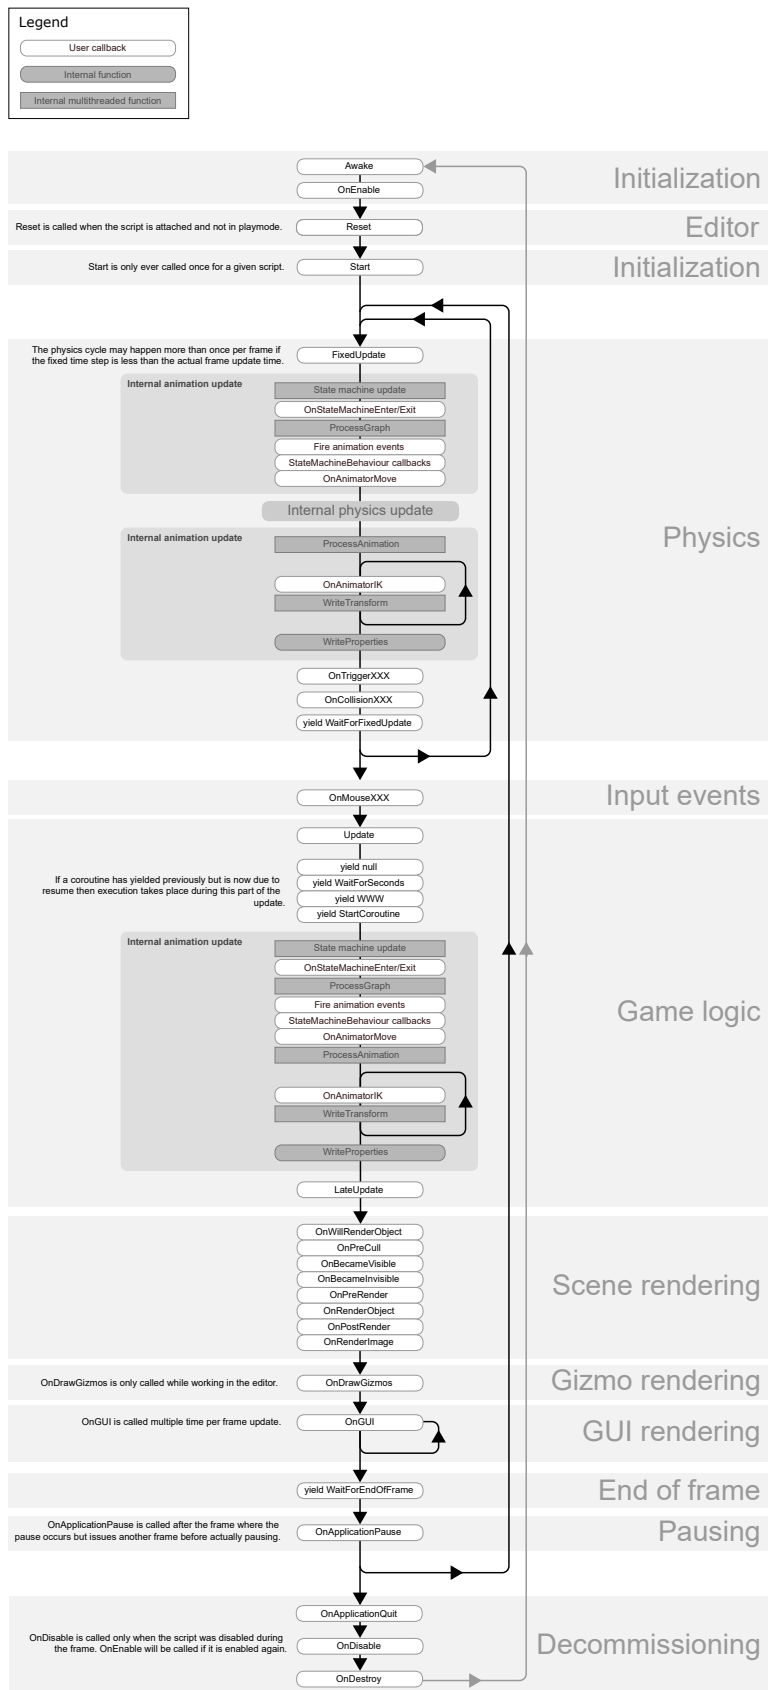 Legend
User callback
Internal function
Internal multithreaded function
Awake
OnEnable
Initialization
Reset is called when the script is attached and not in playmode.
Reset
Editor
Start is only ever called once for a given script.
Start
Initialization
The physics cycle may happen more than once per frame if
the fixed time step is less than the actual frame update time.
FixedUpdate
Internal animation update
State machine update
OnStateMachineEnter/Exit
ProcessGraph
Fire animation events
StateMachineBehaviour callbacks
OnAnimatorMove
Internal physics update
Internal animation update
ProcessAnimation
Physics
OnAnimatorIK
WriteTransform
WriteProperties
OnTriggerXXX
OnCollisionXXX
yield WaitForFixedUpdate
OnMouseXXX
Input events
Update
yield null
yield WaitForSeconds
yield WWW
yield StartCoroutine
If a coroutine has yielded previously but is now due to
resume then execution takes place during this part of the
update.
Internal animation update
State machine update
OnStateMachineEnter/Exit
ProcessGraph
Fire animation events
StateMachineBehaviour callbacks
OnAnimatorMove
ProcessAnimation
Game logic
OnAnimatorIK
WriteTransform
WriteProperties
LateUpdate
OnWillRenderObject
OnPreCull
OnBecameVisible
OnBecameInvisible
OnPreRender
OnRenderObject
OnPostRender
OnRenderImage
Scene rendering
OnDrawGizmos is only called while working in the editor.
OnDrawGizmos
Gizmo rendering
OnGUI is called multiple time per frame update.
OnGUI
GUI rendering
yield WaitForEndOfFrame
End of frame
OnApplicationPause is called after the frame where the
pause occurs but issues another frame before actually pausing.
OnApplicationPause
Pausing
OnApplicationQuit
OnDisable is called only when the script was disabled during
the frame. OnEnable will be called if it is enabled again.
OnDisable
Decommissioning
OnDestroy